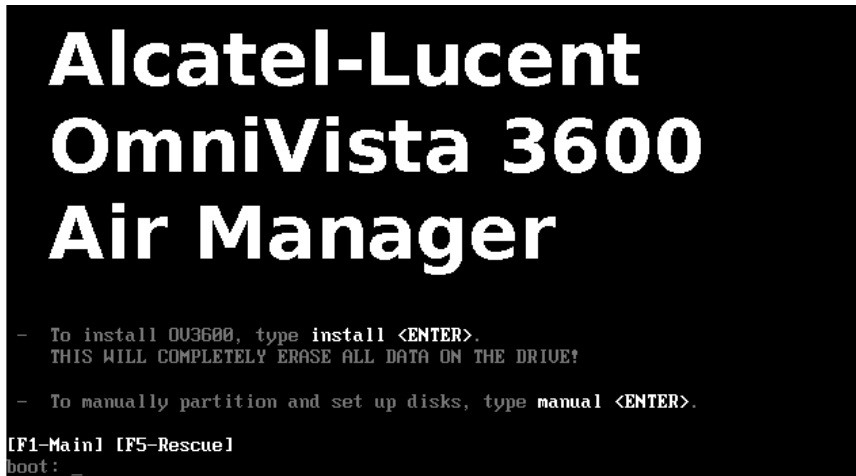 Alcatel-Lucent
OmniVista 3600
Air Manager
- To install OV3600, type install <ENTER>.
THIS WILL COMPLETELY ERASE ALL DATA ON THE DRIVE!
- To manually partition and set up disks, type manual <ENTER>.
[F1-Main] [F5-Rescue]
boot: _